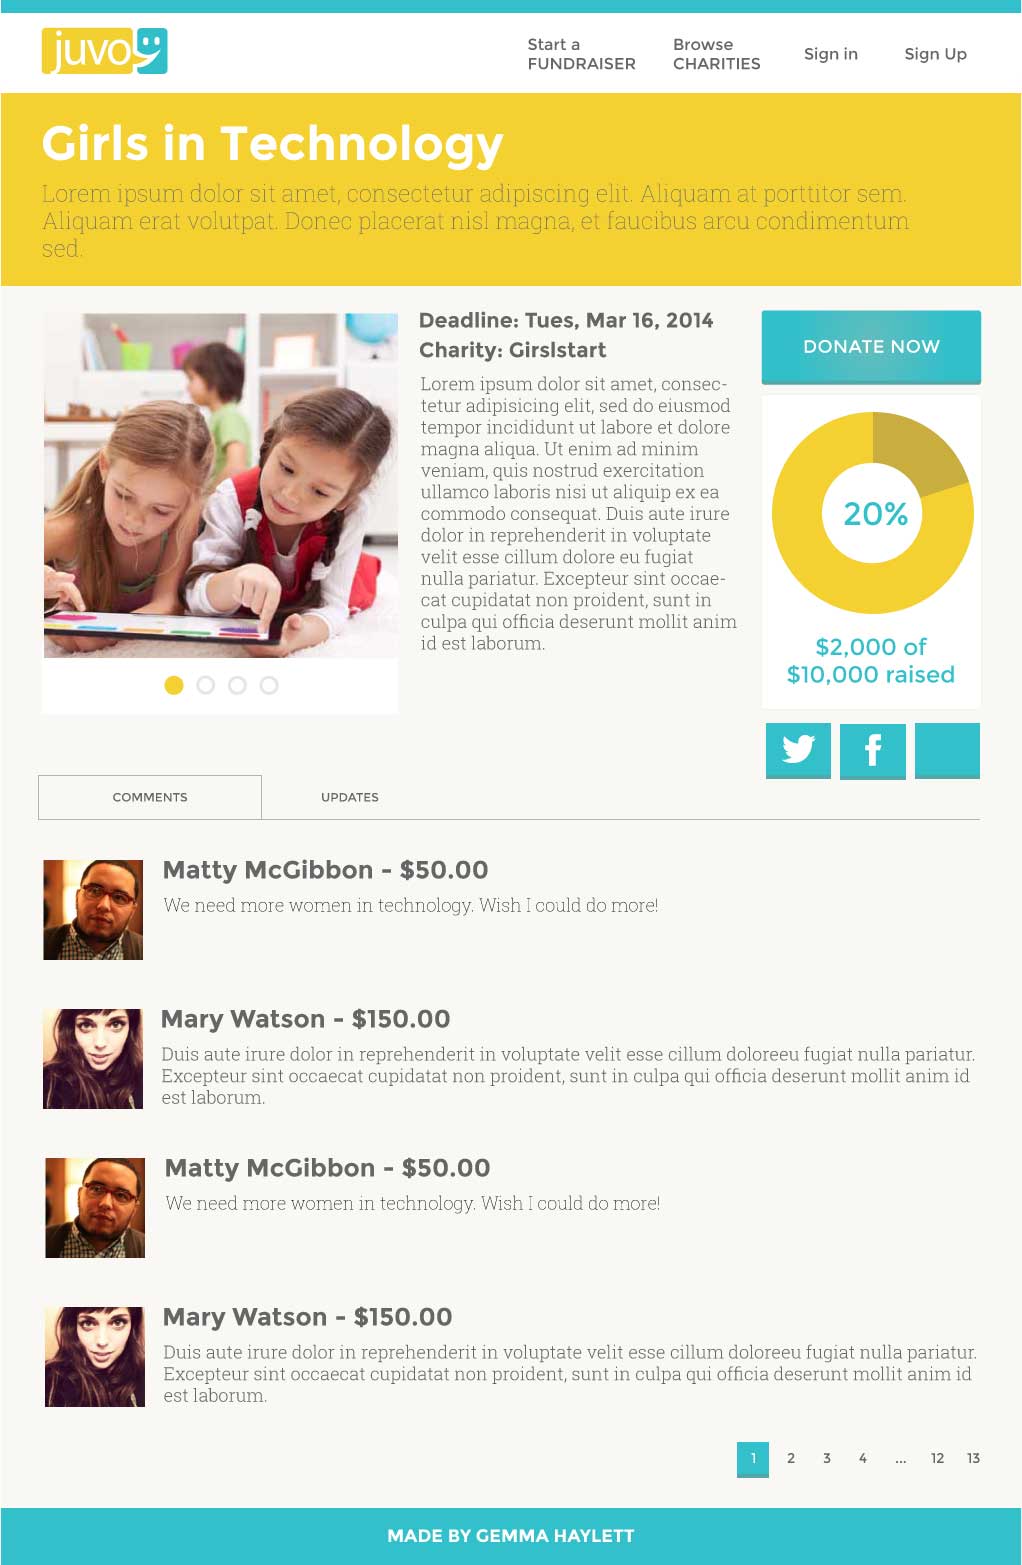 juvo
Start a
FUNDRAISER
Browse
CHARITIES
Sign in
Sign Up
Girls in Technology
Lorem ipsum dolor sit amet, consectetur adipiscing elit. Aliquam at porttitor sem.
Aliquam erat volutpat. Donec placerat nisl magna, et faucibus arcu condimentum
sed.
Deadline: Tues, Mar 16, 2014
Charity: Girslstart
Lorem ipsum dolor sit amet, consec-
tetur adipisicing elit, sed do eiusmod
tempor incididunt ut labore et dolore
magna aliqua. Ut enim ad minim
veniam, quis nostrud exercitation
ullamco laboris nisi ut aliquip ex ea
commodo consequat. Duis aute irure
dolor in reprehenderit in voluptate
velit esse cillum dolore eu fugiat
nulla pariatur. Excepteur sint occae-
cat cupidatat non proident, sunt in
culpa qui officia deserunt mollit anim
id est laborum.
DONATE NOW
20%
$2,000 of
$10,000 raised
COMMENTS
UPDATES
Matty McGibbon - $50.00
We need more women in technology. Wish I could do more!
Mary Watson - $150.00
Duis aute irure dolor in reprehenderit in voluptate velit esse cillum doloreeu fugiat nulla pariatur.
Excepteur sint occaecat cupidatat non proident, sunt in culpa qui officia deserunt mollit anim id
est laborum.
Matty McGibbon - $50.00
We need more women in technology. Wish I could do more!
Mary Watson - $150.00
Duis aute irure dolor in reprehenderit in voluptate velit esse cillum doloreeu fugiat nulla pariatur.
Excepteur sint occaecat cupidatat non proident, sunt in culpa qui officia deserunt mollit anim id
est laborum.
1 2 3 4 ... 12 13
MADE BY GEMMA HAYLETT